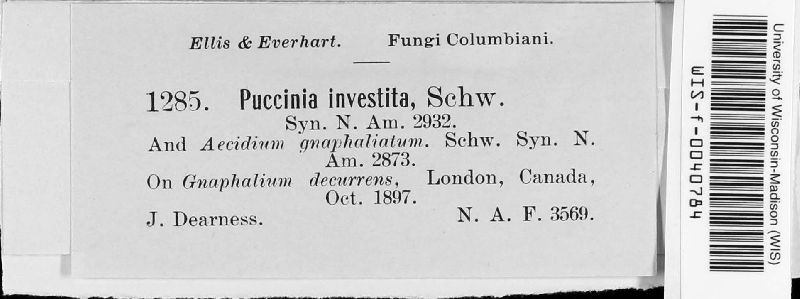 Ellis & Everhart. Fungi Columbiani.
1285. Puccinia investita, Schw.
Syn. N. Am. 2932.
And Aecidium gnaphaliatum. Schw. Syn. N.
Am. 2873.
On Gnaphalium decurrens, London, Canada,
Oct. 1897.
J. Dearness. N. A. F. 3569.
WIS-f-0040784
University of Wisconsin-Madison (WIS)